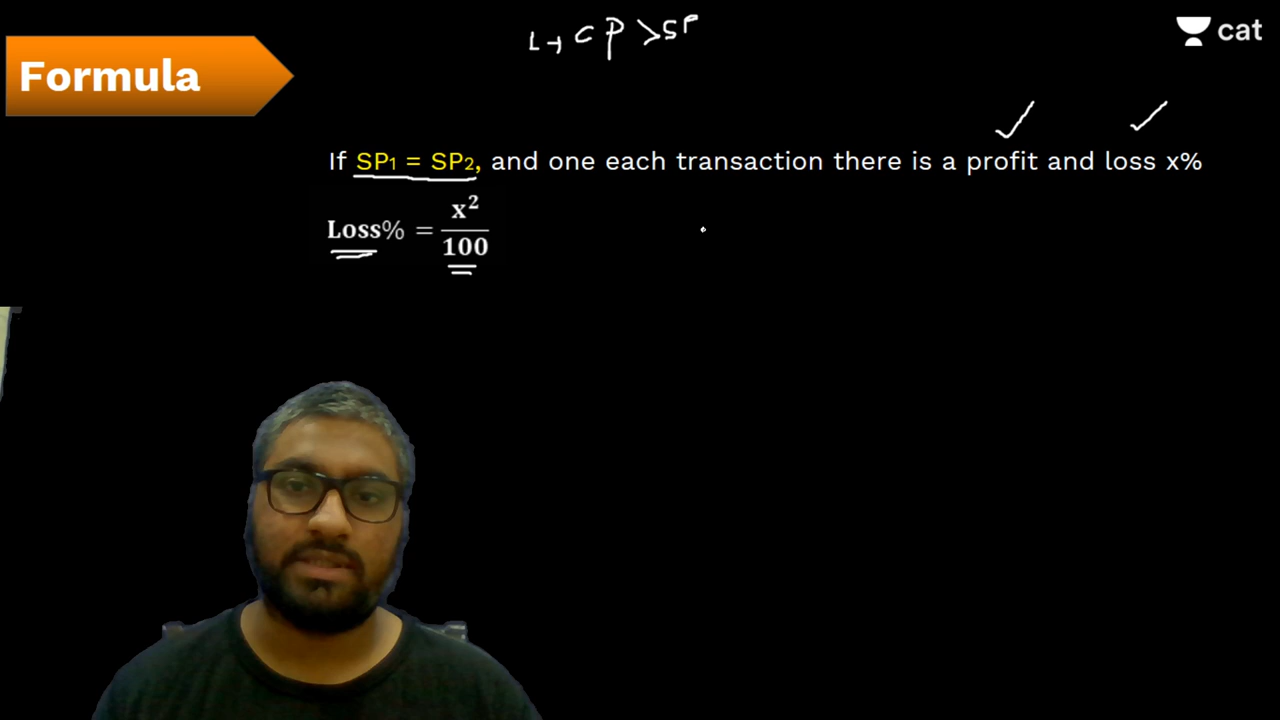 L→ CP > SP
cat
Formula
If SP₁ = SP₂, and one each transaction there is a profit and loss x%
Loss% = x²/100